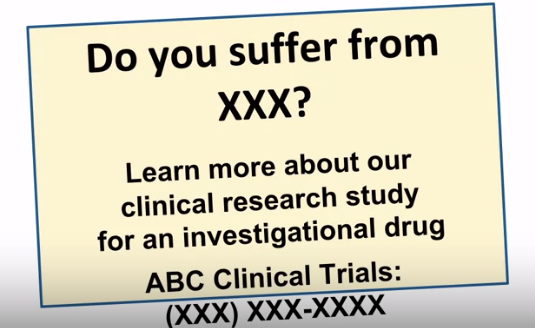 Do you suffer from
XXX?
Learn more about our
clinical research study
for an investigational drug
ABC Clinical Trials:
(XXX) XXX-XXXX